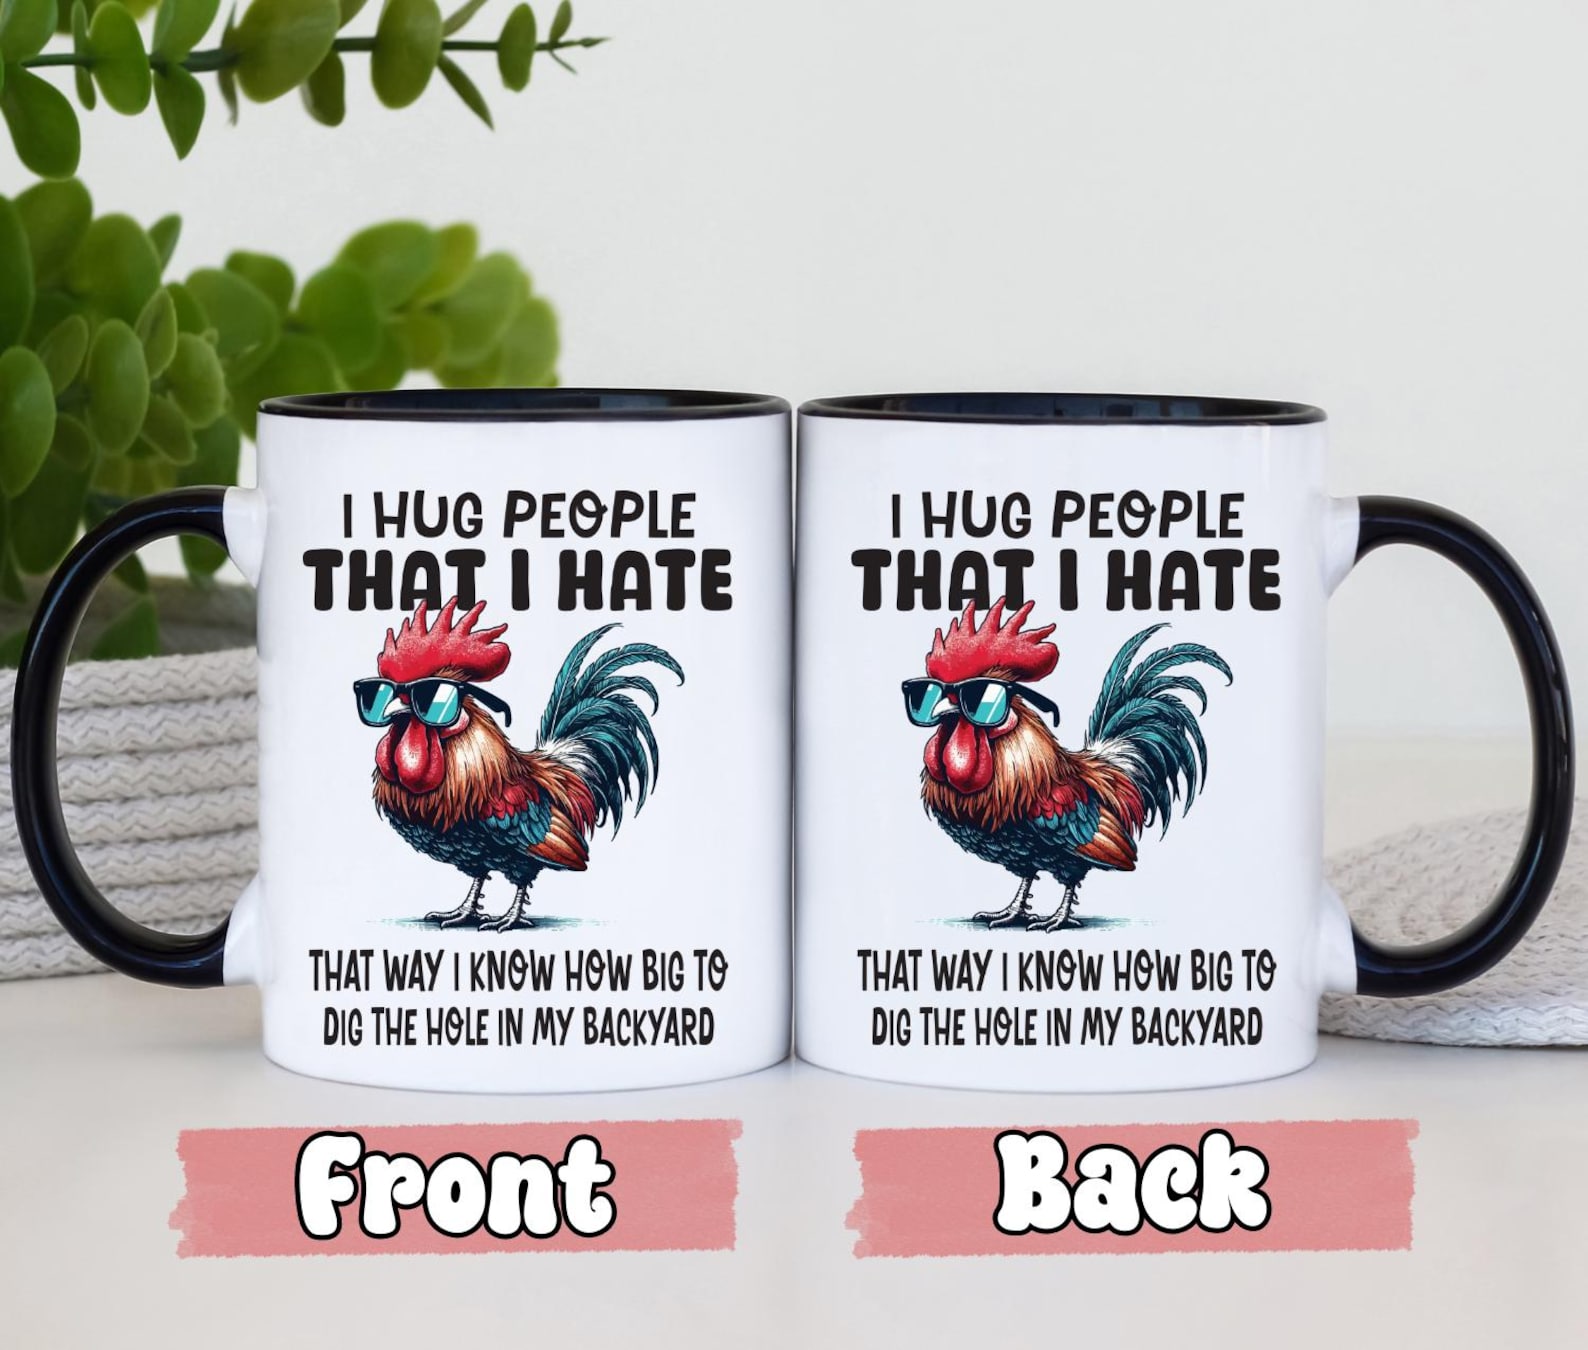 I HUG PEOPLE
THAT I HATE
THAT WAY I KNOW HOW BIG TO
DIG THE HOLE IN MY BACKYARD
I HUG PEOPLE
THAT I HATE
THAT WAY I KNOW HOW BIG TO
DIG THE HOLE IN MY BACKYARD
Front
Back